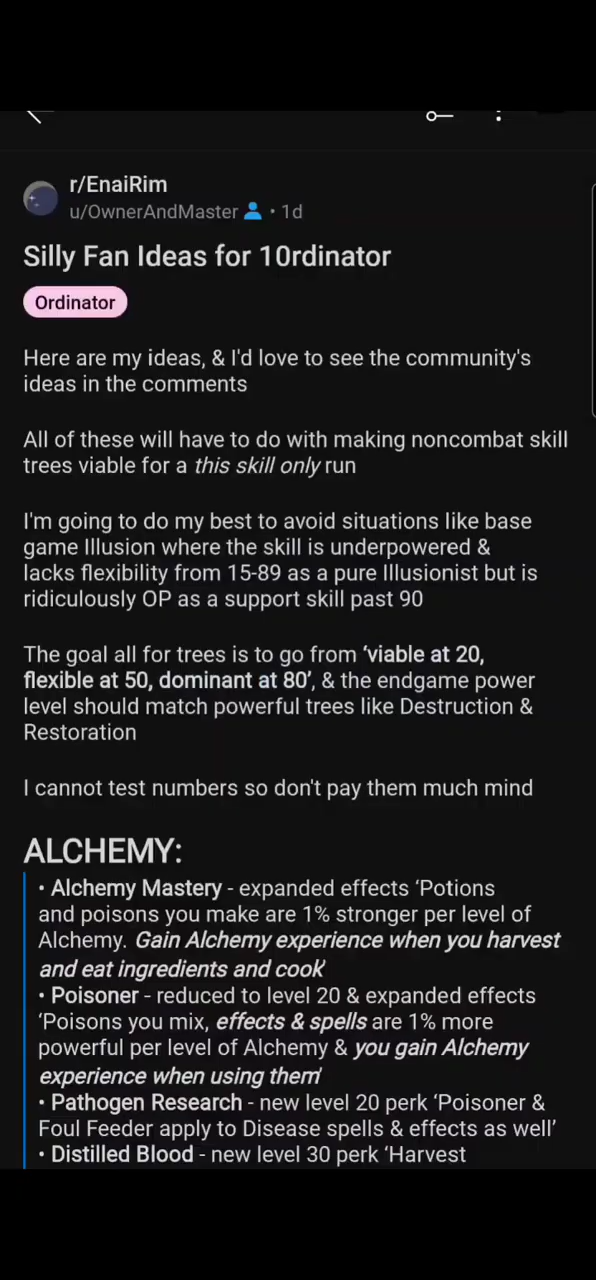 r/EnaiRim
u/OwnerAndMaster • 1d
Silly Fan Ideas for 10rdinator
Ordinator
Here are my ideas, & I'd love to see the community's
ideas in the comments
All of these will have to do with making noncombat skill
trees viable for a this skill only run
I'm going to do my best to avoid situations like base
game Illusion where the skill is underpowered &
lacks flexibility from 15-89 as a pure Illusionist but is
ridiculously OP as a support skill past 90
The goal all for trees is to go from 'viable at 20,
flexible at 50, dominant at 80', & the endgame power
level should match powerful trees like Destruction &
Restoration
I cannot test numbers so don't pay them much mind
ALCHEMY:
• Alchemy Mastery - expanded effects 'Potions
and poisons you make are 1% stronger per level of
Alchemy. Gain Alchemy experience when you harvest
and eat ingredients and cook'
• Poisoner - reduced to level 20 & expanded effects
'Poisons you mix, effects & spells are 1% more
powerful per level of Alchemy & you gain Alchemy
experience when using them'
• Pathogen Research - new level 20 perk 'Poisoner &
Foul Feeder apply to Disease spells & effects as well'
• Distilled Blood - new level 30 perk 'Harvest